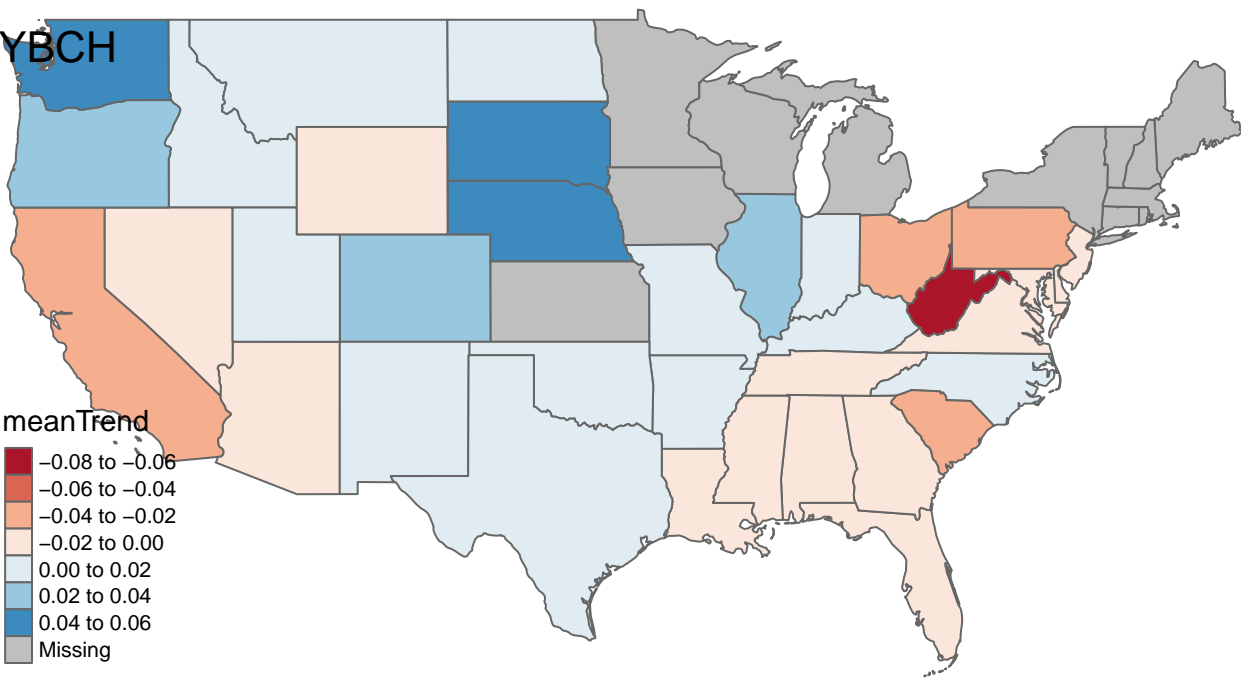 YBCH
meanTrend
−0.08 to −0.06
−0.06 to −0.04
−0.04 to −0.02
−0.02 to 0.00
0.00 to 0.02
0.02 to 0.04
0.04 to 0.06
Missing